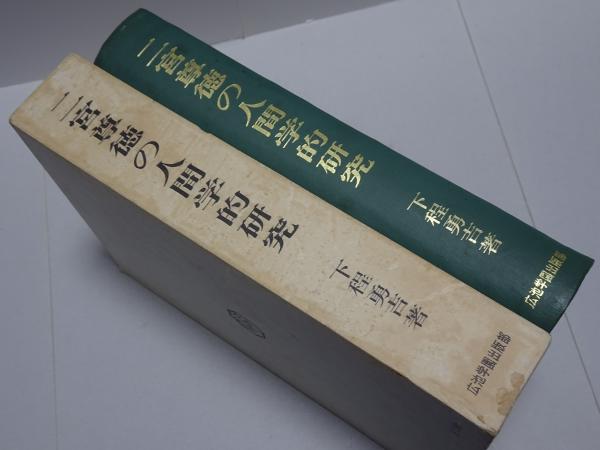 二宮尊徳の人間学的研究
下程勇吉著
広池学園出版部
二宮尊徳の人間学的研究
下程勇吉著
広池学園出版部